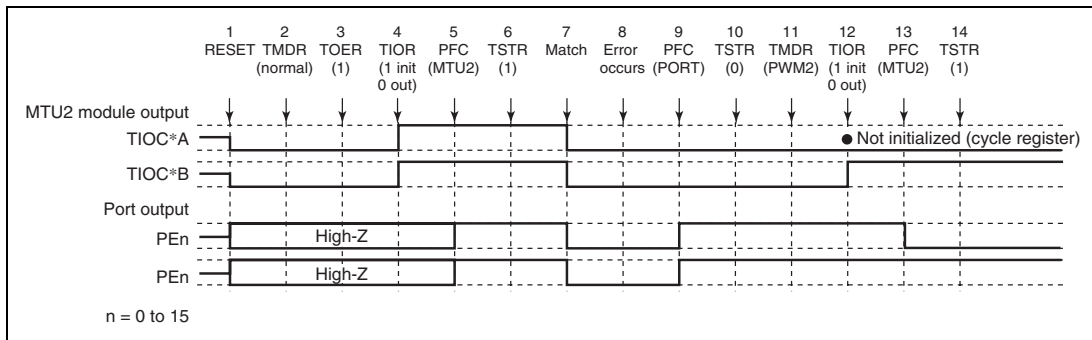 1 2 3 4 5 6 7 8 9 10 11 12 13 14
RESET TMDR TOER TIOR PFC TSTR Match Error PFC TSTR TMDR TIOR PFC TSTR
(normal) (1) (1 init (MTU2) (1) occurs (PORT) (0) (PWM2) (1 init (MTU2) (1)
0 out) 0 out)
MTU2 module output
TIOC*A
● Not initialized (cycle register)
TIOC*B
Port output
PEn
High-Z
PEn
High-Z
n = 0 to 15